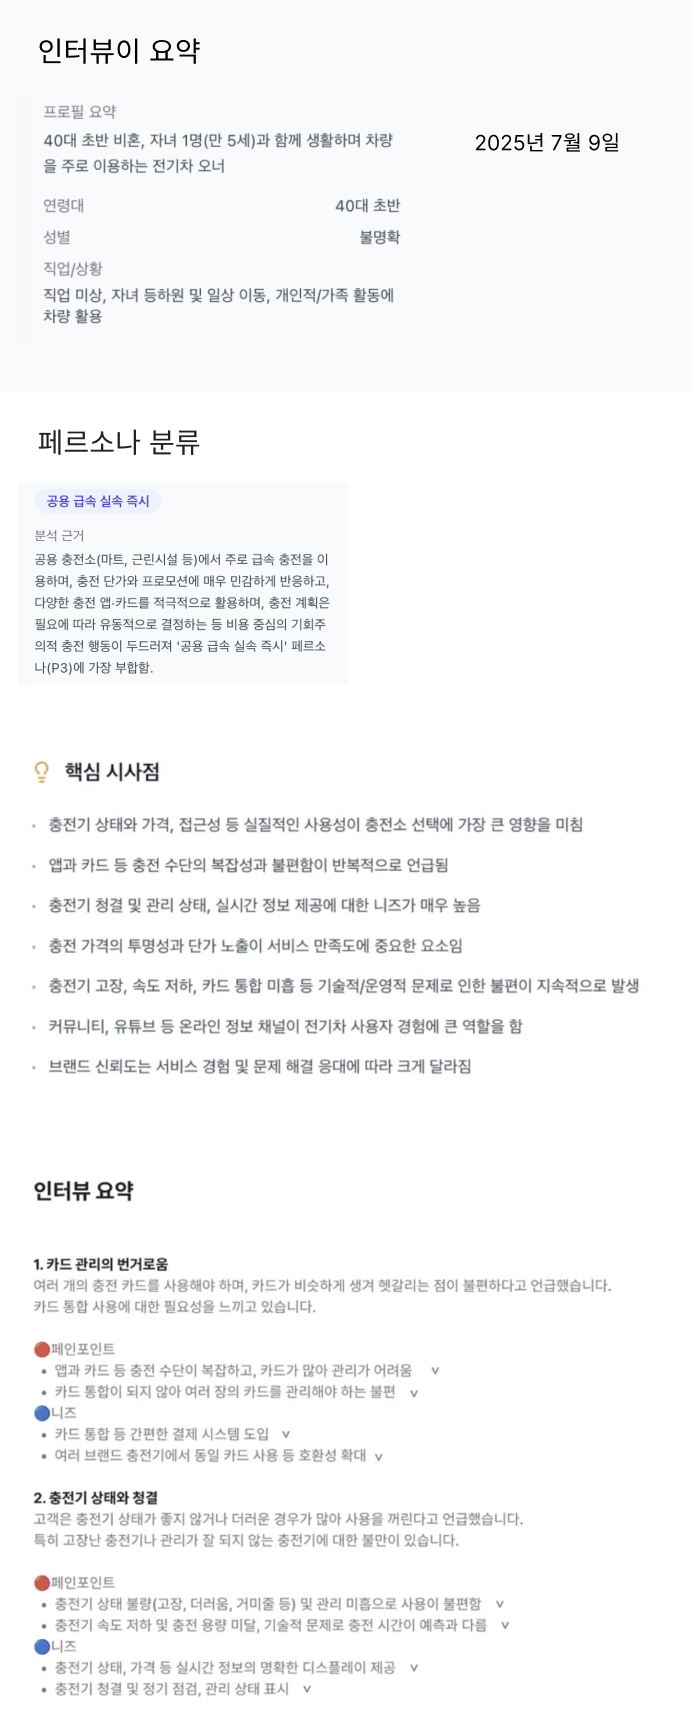 인터뷰이 요약
프로필 요약
40대 초반 비혼, 자녀 1명(만 5세)과 함께 생활하며 차량
을 주로 이용하는 전기차 오너
2025년 7월 9일
연령대 40대 초반
성별 불명확
직업/상황
직업 미상, 자녀 등하원 및 일상 이동, 개인적/가족 활동에
차량 활용
페르소나 분류
공용 급속 실속 즉시
분석 근거
공용 충전소(마트, 근린시설 등)에서 주로 급속 충전을 이
용하며, 충전 단가와 프로모션에 매우 민감하게 반응하고,
다양한 충전 앱·카드를 적극적으로 활용하며, 충전 계획은
필요에 따라 유동적으로 결정하는 등 비용 중심의 기회주
의적 충전 행동이 두드러져 '공용 급속 실속 즉시' 페르소
나(P3)에 가장 부합함.
핵심 시사점
• 충전기 상태와 가격, 접근성 등 실질적인 사용성이 충전소 선택에 가장 큰 영향을 미침
• 앱과 카드 등 충전 수단의 복잡성과 불편함이 반복적으로 언급됨
• 충전기 청결 및 관리 상태, 실시간 정보 제공에 대한 니즈가 매우 높음
• 충전 가격의 투명성과 단가 노출이 서비스 만족도에 중요한 요소임
• 충전기 고장, 속도 저하, 카드 통합 미흡 등 기술적/운영적 문제로 인한 불편이 지속적으로 발생
• 커뮤니티, 유튜브 등 온라인 정보 채널이 전기차 사용자 경험에 큰 역할을 함
• 브랜드 신뢰도는 서비스 경험 및 문제 해결 응대에 따라 크게 달라짐
인터뷰 요약
1. 카드 관리의 번거로움
여러 개의 충전 카드를 사용해야 하며, 카드가 비슷하게 생겨 헷갈리는 점이 불편하다고 언급했습니다.
카드 통합 사용에 대한 필요성을 느끼고 있습니다.
🔴페인포인트
• 앱과 카드 등 충전 수단이 복잡하고, 카드가 많아 관리가 어려움 ∨
• 카드 통합이 되지 않아 여러 장의 카드를 관리해야 하는 불편 ∨
🔵니즈
• 카드 통합 등 간편한 결제 시스템 도입 ∨
• 여러 브랜드 충전기에서 동일 카드 사용 등 호환성 확대 ∨
2. 충전기 상태와 청결
고객은 충전기 상태가 좋지 않거나 더러운 경우가 많아 사용을 꺼린다고 언급했습니다.
특히 고장난 충전기나 관리가 잘 되지 않는 충전기에 대한 불만이 있습니다.
🔴페인포인트
• 충전기 상태 불량(고장, 더러움, 거미줄 등) 및 관리 미흡으로 사용이 불편함 ∨
• 충전기 속도 저하 및 충전 용량 미달, 기술적 문제로 충전 시간이 예측과 다름 ∨
🔵니즈
• 충전기 상태, 가격 등 실시간 정보의 명확한 디스플레이 제공 ∨
• 충전기 청결 및 정기 점검, 관리 상태 표시 ∨